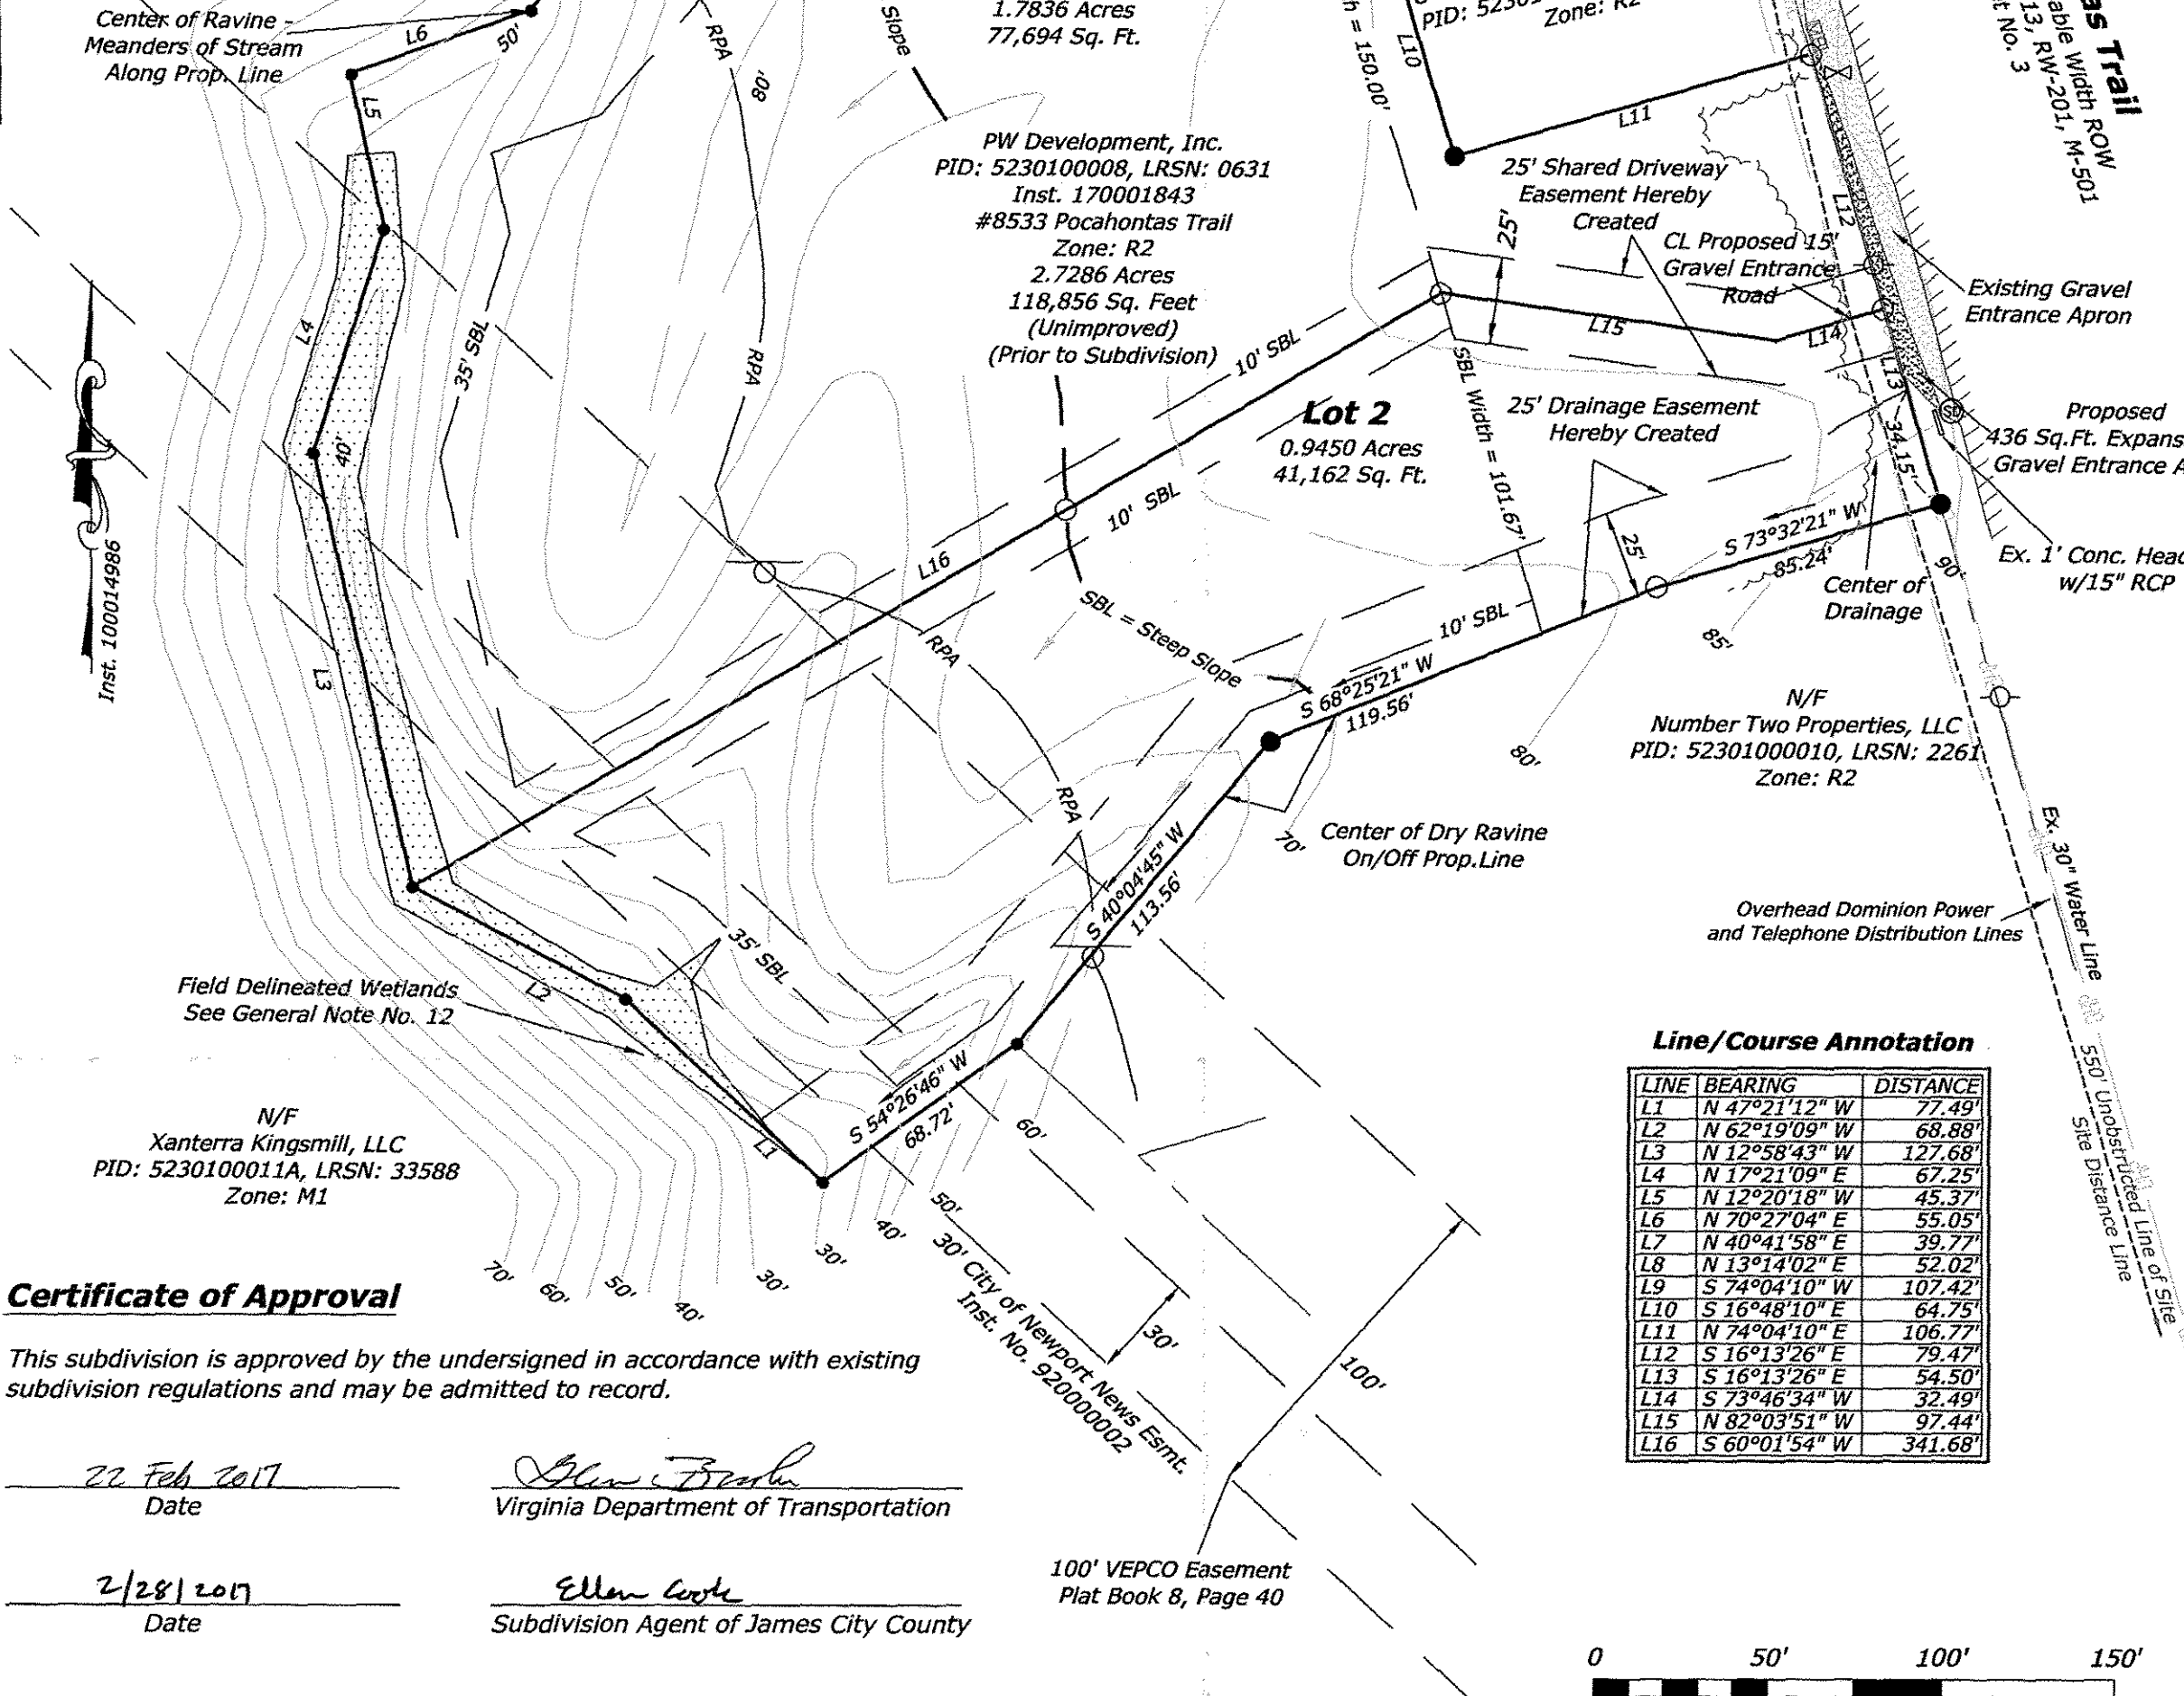 Center of Ravine -
Meanders of Stream
Along Prop. Line
L6
50'
L5
RPA
80'
Slope
1.7836 Acres
77,694 Sq. Ft.
h = 150.00'
L10
Zone: R2
as Trail
able Width ROW
13, RW-201, M-501
t No. 3
L11
PW Development, Inc.
PID: 5230100008, LRSN: 0631
Inst. 170001843
#8533 Pocahontas Trail
Zone: R2
2.7286 Acres
118,856 Sq. Feet
(Unimproved)
(Prior to Subdivision)
25' Shared Driveway
Easement Hereby
Created
25'
L12
CL Proposed 15'
Gravel Entrance
Road
Existing Gravel
Entrance Apron
L4
35' SBL
RPA
10' SBL
L15
L14
L13
SBL Width = 101.67'
Lot 2
0.9450 Acres
41,162 Sq. Ft.
25' Drainage Easement
Hereby Created
34.15'
St
Proposed
436 Sq.Ft. Expans
Gravel Entrance A
40'
10' SBL
S 73°32'21" W
85.24'
25'
90'
Ex. 1' Conc. Head
w/15" RCP
Center of
Drainage
Inst. 100014986
L16
SBL = Steep Slope
10' SBL
RPA
85'
L3
S 68°25'21" W
119.56'
80'
N/F
Number Two Properties, LLC
PID: 52301000010, LRSN: 2261
Zone: R2
RPA
70'
Center of Dry Ravine
On/Off Prop.Line
S 40°04'45" W
113.56'
Ex. 30" Water Line
Overhead Dominion Power
and Telephone Distribution Lines
35' SBL
Field Delineated Wetlands
See General Note No. 12
L2
550' Unobstructed Line of Site
Site Distance Line
S 54°26'46" W
68.72'
60'
L1
N/F
Xanterra Kingsmill, LLC
PID: 5230100011A, LRSN: 33588
Zone: M1
50'
40'
30'
30'
40'
50'
60'
70'
30' City of Newport News Esmt.
Inst. No. 920000002
30'
100'
100' VEPCO Easement
Plat Book 8, Page 40
Line/Course Annotation
LINE BEARING DISTANCE
L1 N 47°21'12" W 77.49'
L2 N 62°19'09" W 68.88'
L3 N 12°58'43" W 127.68'
L4 N 17°21'09" E 67.25'
L5 N 12°20'18" W 45.37'
L6 N 70°27'04" E 55.05'
L7 N 40°41'58" E 39.77'
L8 N 13°14'02" E 52.02'
L9 S 74°04'10" W 107.42'
L10 S 16°48'10" E 64.75'
L11 N 74°04'10" E 106.77'
L12 S 16°13'26" E 79.47'
L13 S 16°13'26" E 54.50'
L14 S 73°46'34" W 32.49'
L15 N 82°03'51" W 97.44'
L16 S 60°01'54" W 341.68'
Certificate of Approval
This subdivision is approved by the undersigned in accordance with existing
subdivision regulations and may be admitted to record.
22 Feb 2017
Date
Virginia Department of Transportation
2/28/2017
Date
Ellen Cook
Subdivision Agent of James City County
0 50' 100' 150'